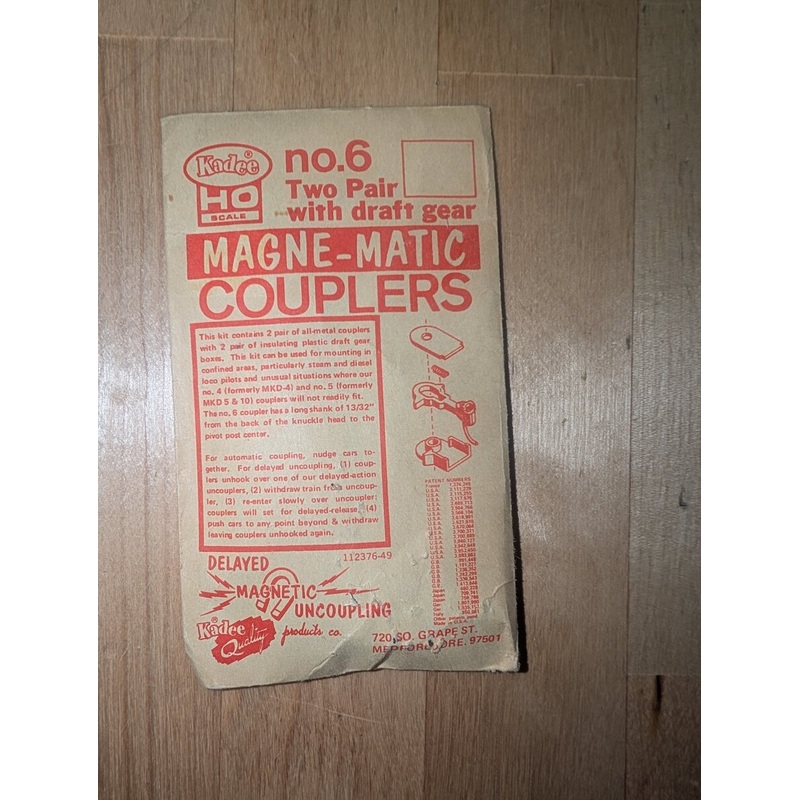 Kadee®
HO
SCALE
no.6
Two Pair
with draft gear
MAGNE-MATIC
COUPLERS
This kit contains 2 pair of all-metal couplers
with 2 pair of insulating plastic draft gear
boxes. This kit can be used for mounting in
confined areas, particularly steam and diesel
loco pilots and unusual situations where our
no. 4 (formerly MKD-4) and no. 5 (formerly
MKD 5 & 10) couplers will not readily fit.
The no. 6 coupler has a long shank of 13/32"
from the back of the knuckle head to the
pivot post center.
For automatic coupling, nudge cars to-
gether. For delayed uncoupling, (1) coup-
lers unhook over one of our delayed-action
uncouplers, (2) withdraw train from uncoup-
ler, (3) re-enter slowly over uncoupler:
couplers will set for delayed-release, (4)
push cars to any point beyond & withdraw
leaving couplers unhooked again.
112376-49
PATENT NUMBERS
DELAYED
MAGNETIC
UNCOUPLING
Kadee®
Quality
products co.
720 SO. GRAPE ST.
MEDFORD, ORE. 97501